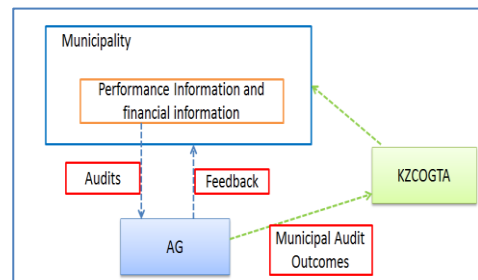 Municipality
Performance Information and
financial information
Audits
Feedback
KZCOGTA
AG
Municipal Audit
Outcomes